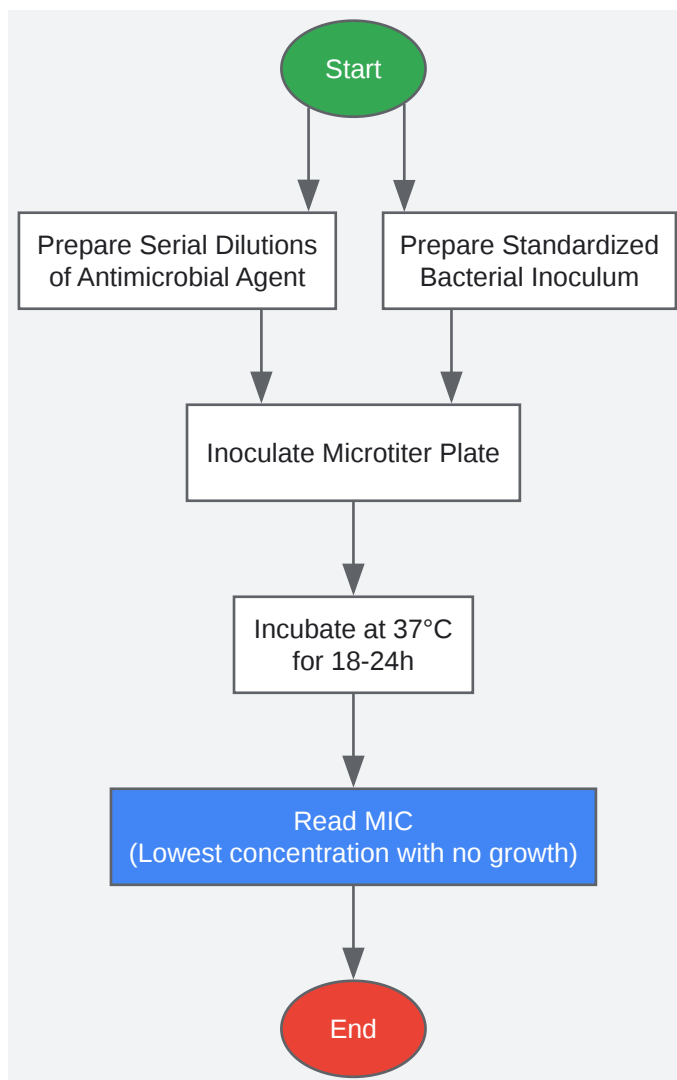 Start
Prepare Serial Dilutions
of Antimicrobial Agent
Prepare Standardized
Bacterial Inoculum
Inoculate Microtiter Plate
Incubate at 37°C
for 18-24h
Read MIC
(Lowest concentration with no growth)
End